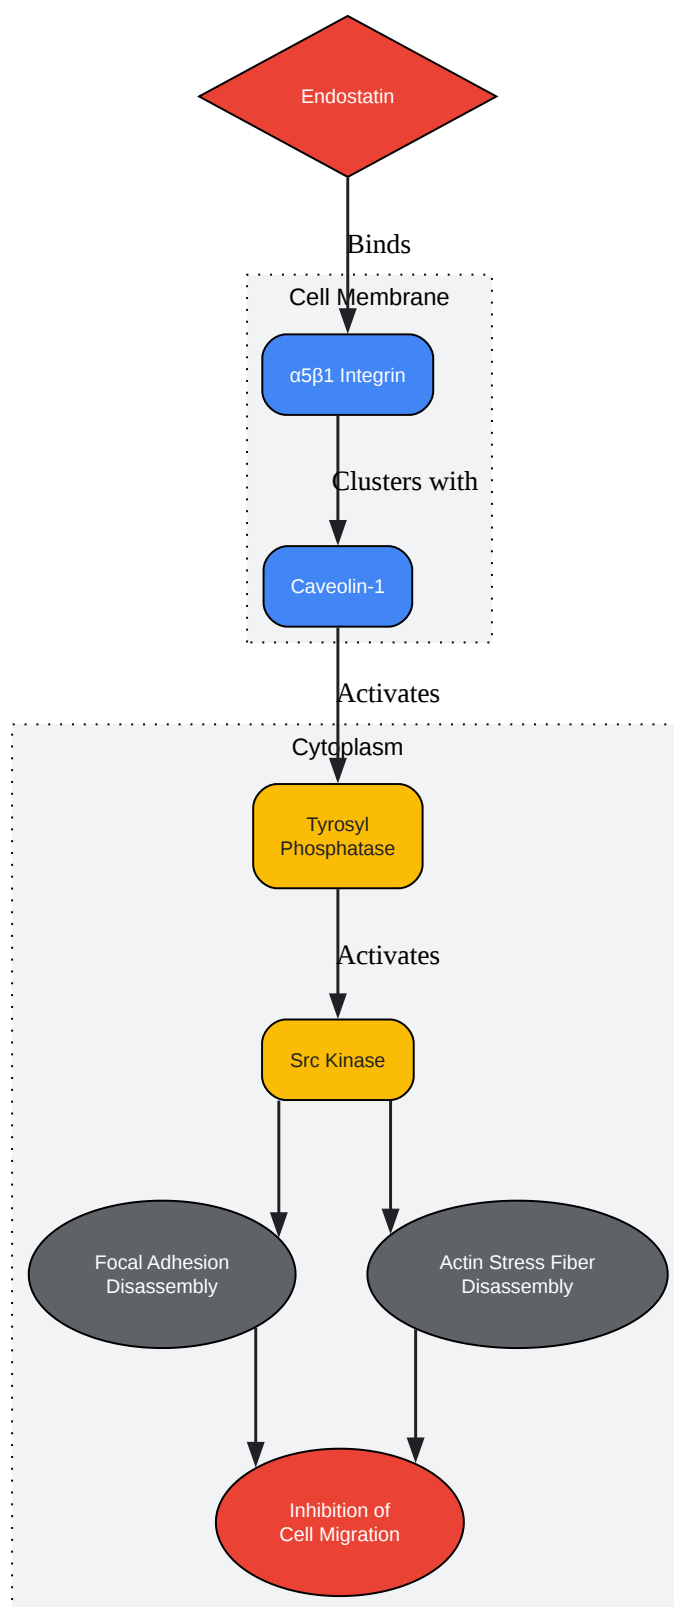 Endostatin
Binds
Cell Membrane
α5β1 Integrin
Clusters with
Caveolin-1
Activates
Cytoplasm
Tyrosyl
Phosphatase
Activates
Src Kinase
Focal Adhesion
Disassembly
Actin Stress Fiber
Disassembly
Inhibition of
Cell Migration